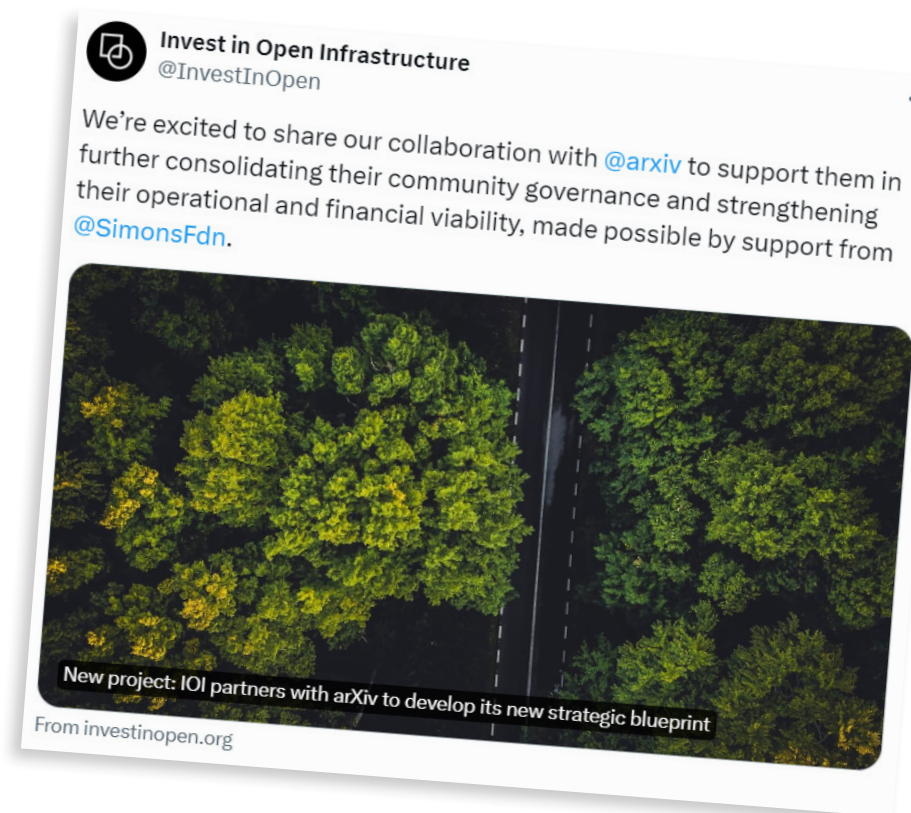 Invest in Open Infrastructure
@InvestInOpen
We’re excited to share our collaboration with @arxiv to support them in
further consolidating their community governance and strengthening
their operational and financial viability, made possible by support from
@SimonsFdn.
New project: IOI partners with arXiv to develop its new strategic blueprint
From investinopen.org